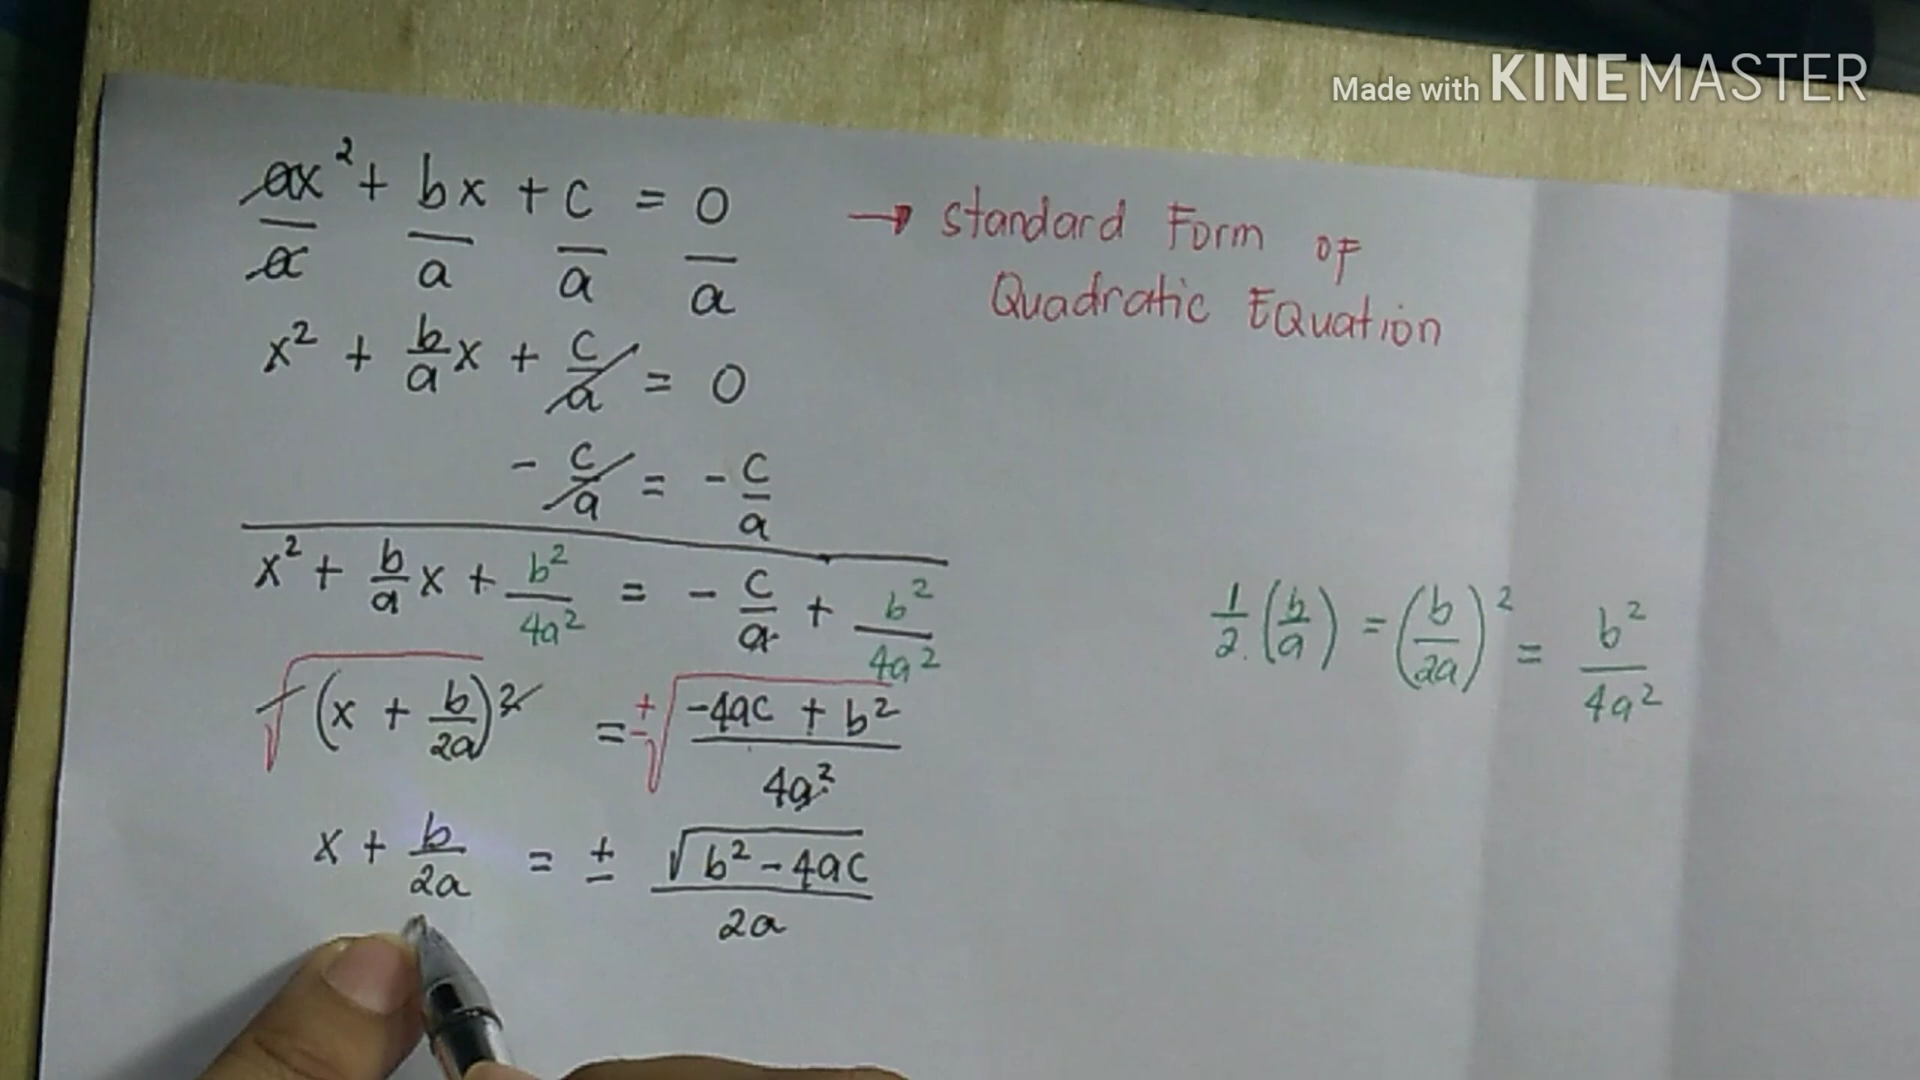 Made with KINEMASTER
ax² + bx + c = 0
a a a a
→ Standard Form of
Quadratic Equation
x² + b/a x + c/a = 0
- c/a = - c/a
x² + b/a x + b²/4a² = - c/a + b²/4a²
1/2 (b/a) = (b/2a)² = b²/4a²
√(x + b/2a)² = ±√(-4ac + b²)/4a²
x + b/2a = ± √(b² - 4ac)/2a